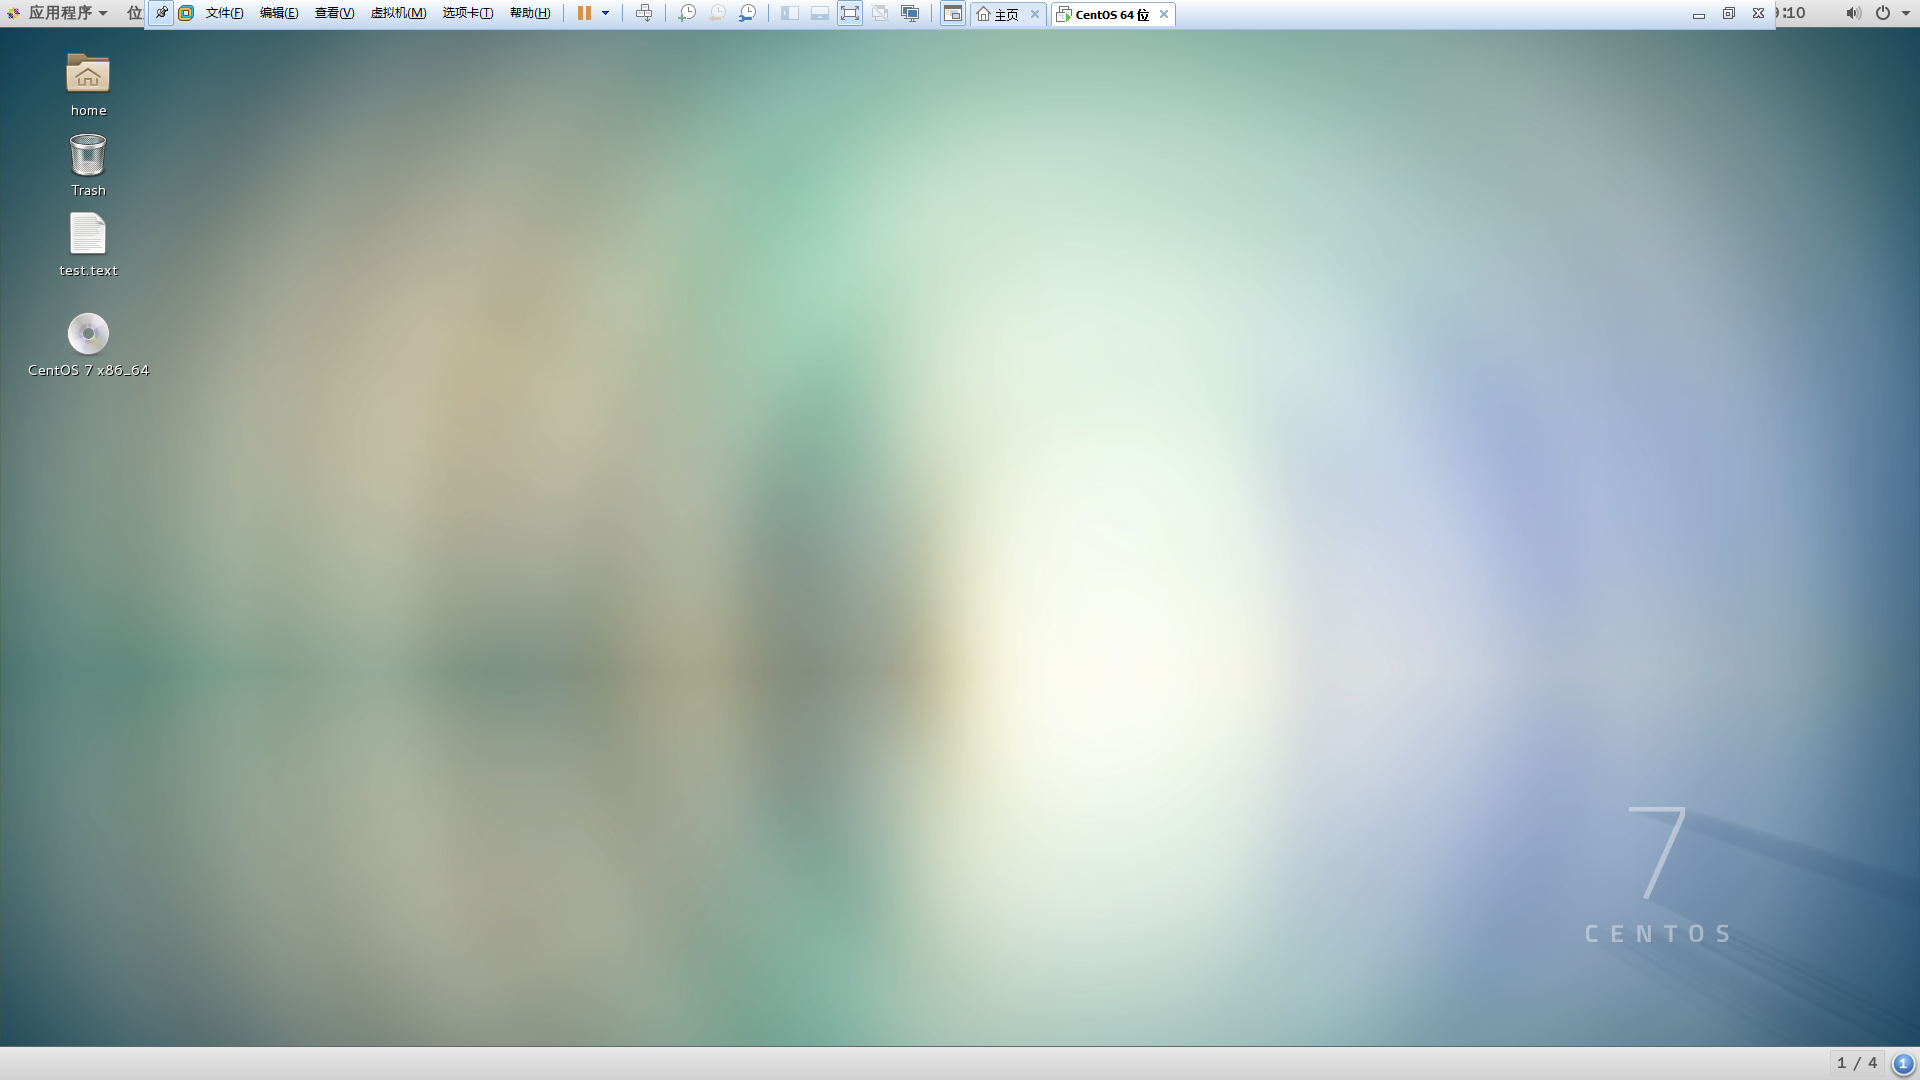 应用程序 位 文件(F) 编辑(E) 查看(V) 虚拟机(M) 选项卡(T) 帮助(H) 主页 CentOS 64 位 :10
home
Trash
test.text
CentOS 7 x86_64
7
CENTOS
1 / 4 1